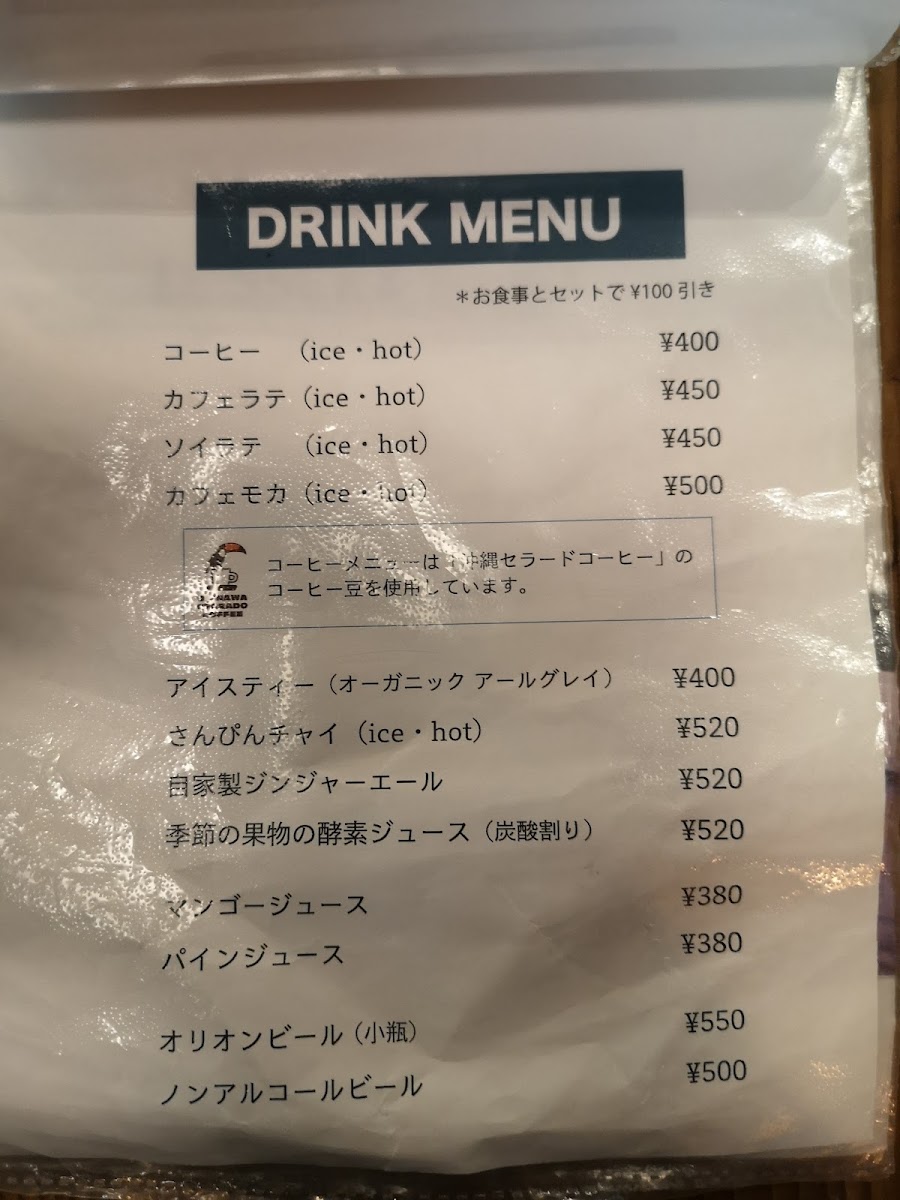 DRINK MENU
＊お食事とセットで ¥100 引き
コーヒー （ice・hot） ¥400
カフェラテ（ice・hot） ¥450
ソイラテ （ice・hot） ¥450
カフェモカ（ice・hot） ¥500
コーヒーメニューは「沖縄セラードコーヒー」の
コーヒー豆を使用しています。
COFFEE
アイスティー（オーガニック アールグレイ） ¥400
さんぴんチャイ（ice・hot） ¥520
自家製ジンジャーエール ¥520
季節の果物の酵素ジュース（炭酸割り） ¥520
マンゴージュース ¥380
パインジュース ¥380
オリオンビール（小瓶） ¥550
ノンアルコールビール ¥500